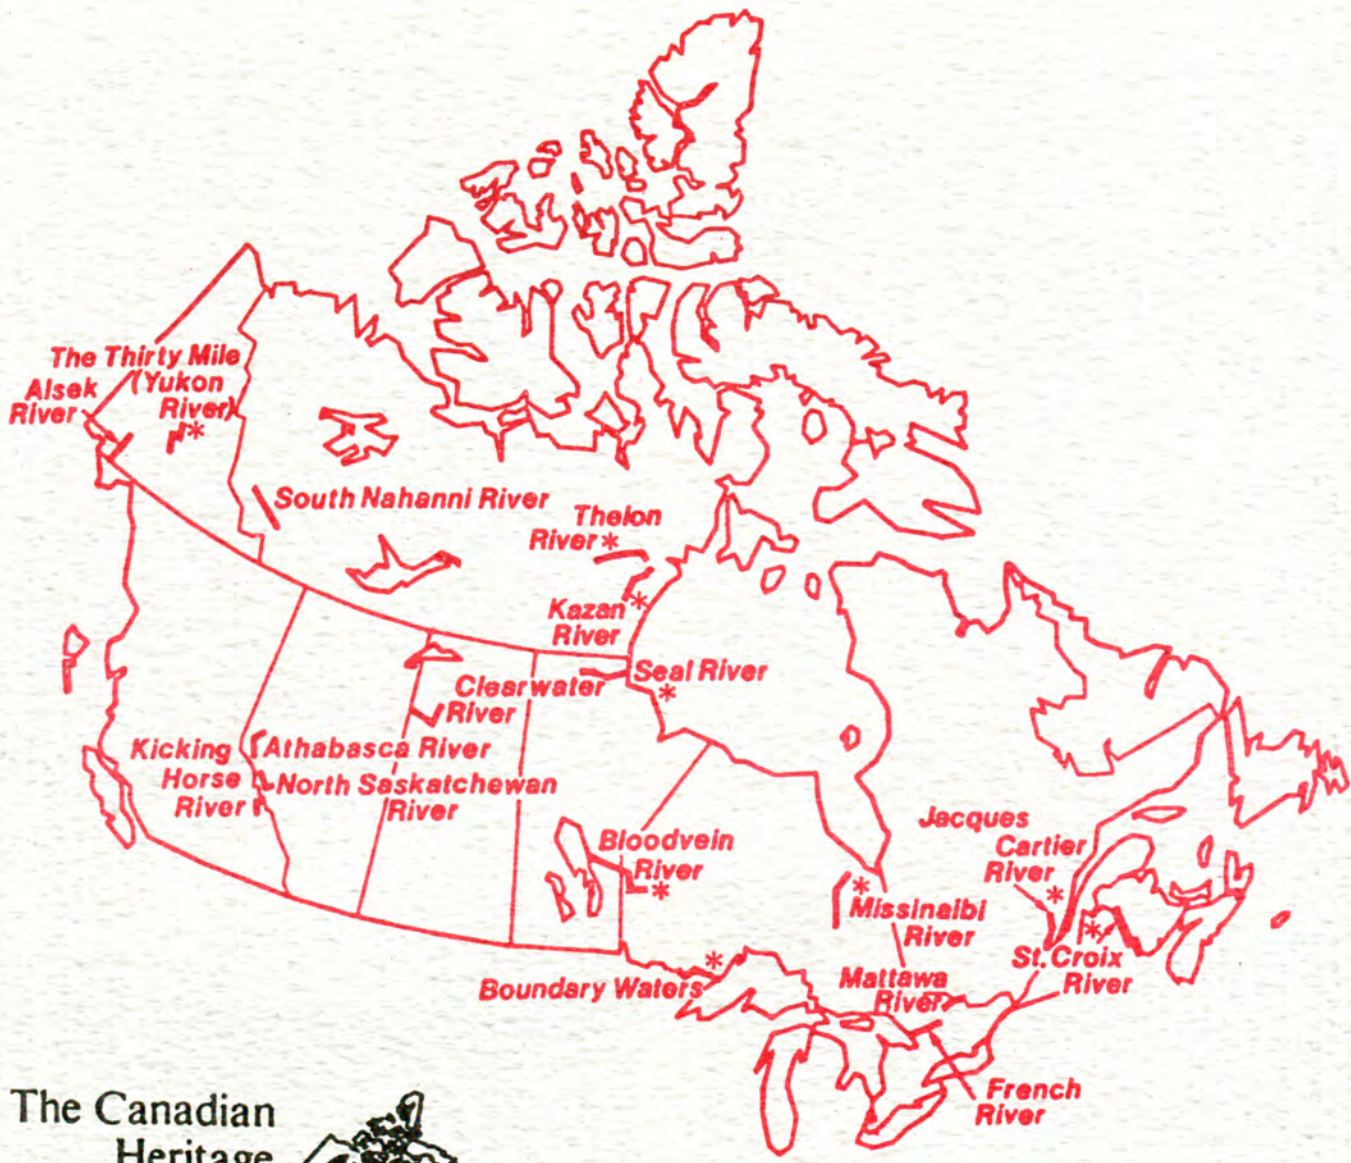 The Thirty Mile
(Yukon
River)
*
Alsek
River
South Nahanni River
Thelon
River *
Kazan *
River
Seal River
*
Clearwater
River
Kicking
Horse
River
Athabasca River
North Saskatchewan
River
Bloodvein
River
*
Jacques
Cartier
River
*
*
Missinaibi
River
*
St. Croix
River
*
Boundary Waters
Mattawa
River
French
River
The Canadian
Heritage